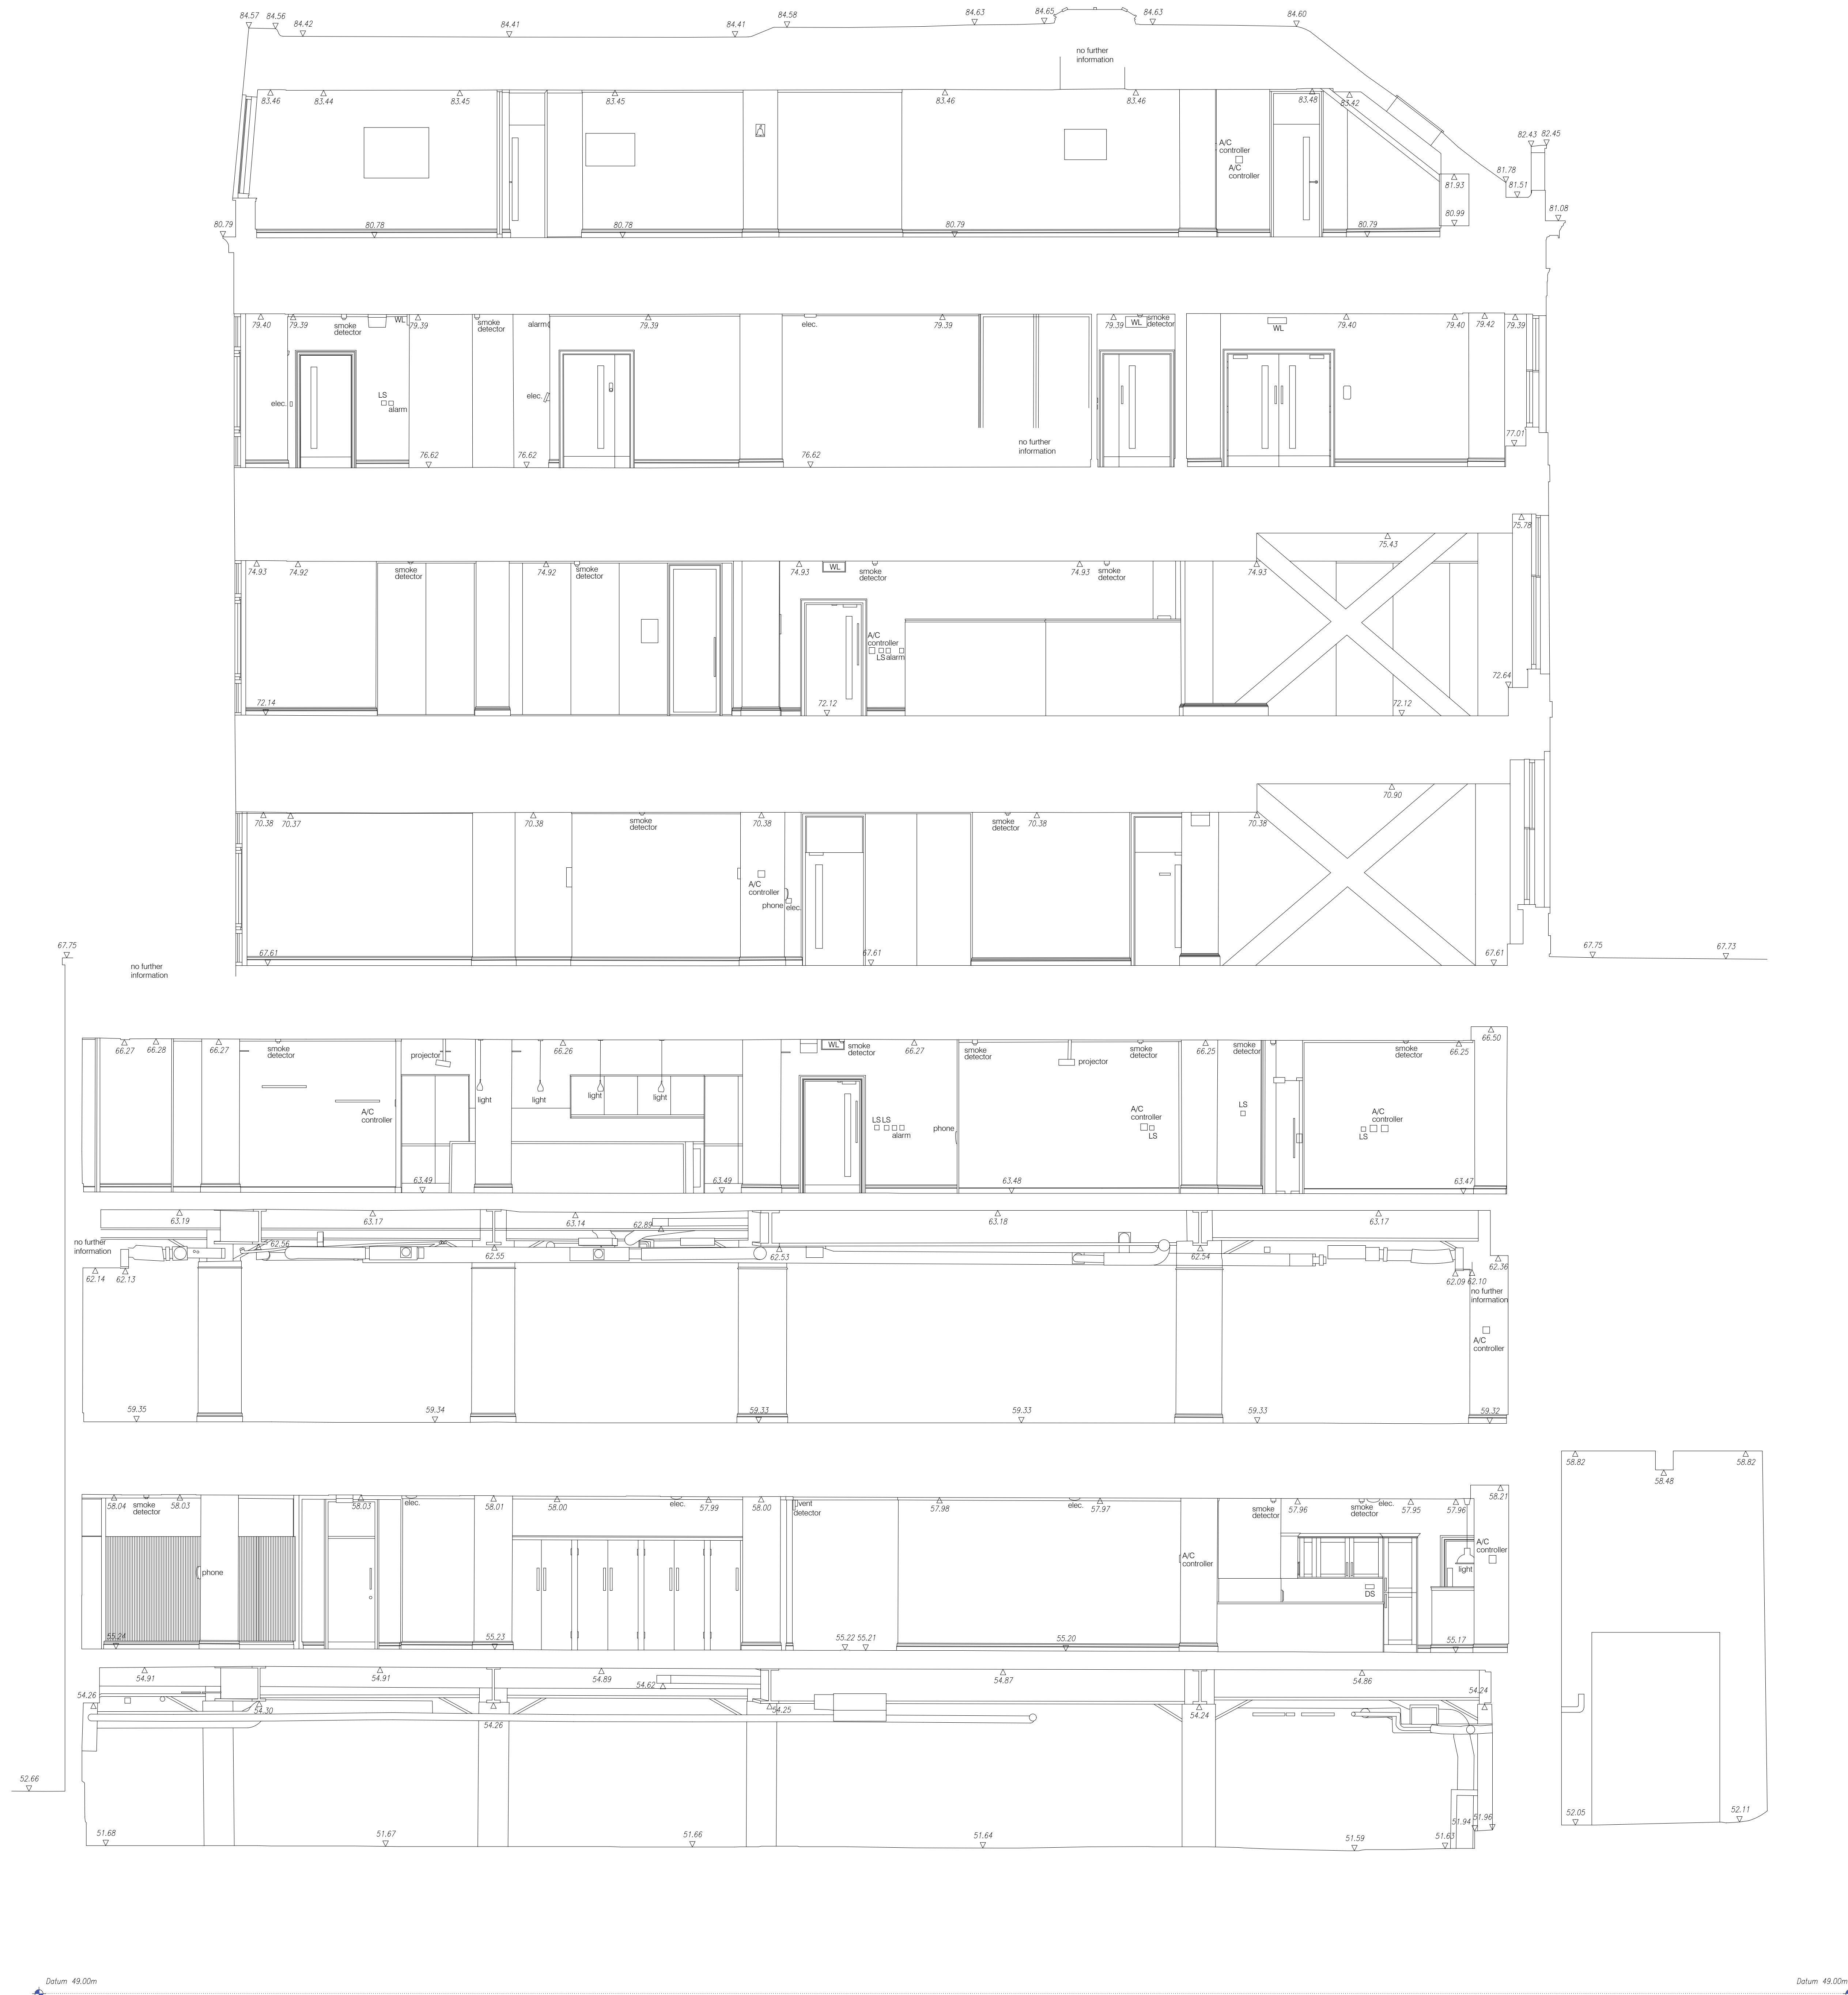 84.57
84.56
84.42
84.41
84.41
84.58
84.63
84.65
84.63
84.60
no further
information
83.46
83.44
83.45
83.45
83.46
83.46
83.48
83.42
A/C
controller
A/C
controller
82.43
82.45
81.78
81.51
81.93
80.99
81.08
80.79
80.78
80.78
80.79
80.79
79.40
79.39
smoke
detector
WL
79.39
smoke
detector
alarm
79.39
elec.
79.39
79.39
WL
smoke
detector
WL
79.40
79.40
79.42
79.39
elec.
LS
alarm
elec.
no further
information
77.01
76.62
76.62
76.62
75.78
75.43
74.93
74.92
smoke
detector
74.92
smoke
detector
74.93
WL
smoke
detector
74.93
smoke
detector
74.93
A/C
controller
LS
alarm
72.64
72.14
72.12
72.12
70.90
70.38
70.37
70.38
smoke
detector
70.38
smoke
detector
70.38
70.38
A/C
controller
phone
elec.
67.61
67.61
67.61
67.75
no further
information
67.75
67.73
66.50
66.27
66.28
66.27
smoke
detector
projector
66.26
WL
smoke
detector
66.27
smoke
detector
projector
smoke
detector
66.25
smoke
detector
smoke
detector
66.25
A/C
controller
light
light
light
light
LS
LS
alarm
phone
A/C
controller
LS
LS
A/C
controller
LS
63.49
63.49
63.48
63.47
63.19
63.17
63.14
62.89
63.18
63.17
no further
information
62.56
62.55
62.53
62.54
62.36
62.14
62.13
62.09
62.10
no further
information
A/C
controller
59.35
59.34
59.33
59.33
59.33
59.32
58.82
58.48
58.82
58.04
smoke
detector
58.03
58.03
elec.
58.01
58.00
elec.
57.99
58.00
vent
detector
57.98
elec.
57.97
smoke
detector
57.96
smoke
detector
elec.
57.95
57.96
58.21
phone
A/C
controller
DS
light
A/C
controller
55.24
55.23
55.22
55.21
55.20
55.17
54.91
54.91
54.89
54.62
54.87
54.86
54.26
54.30
54.26
54.25
54.24
54.24
52.66
51.68
51.67
51.66
51.64
51.59
51.63
51.94
51.96
52.05
52.11
Datum 49.00m
Datum 49.00m